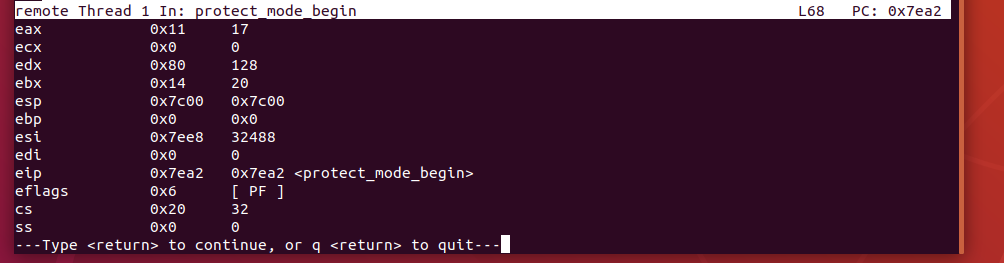 remote Thread 1 In: protect_mode_begin L68 PC: 0x7ea2
eax 0x11 17
ecx 0x0 0
edx 0x80 128
ebx 0x14 20
esp 0x7c00 0x7c00
ebp 0x0 0x0
esi 0x7ee8 32488
edi 0x0 0
eip 0x7ea2 0x7ea2 <protect_mode_begin>
eflags 0x6 [ PF ]
cs 0x20 32
ss 0x0 0
---Type <return> to continue, or q <return> to quit---